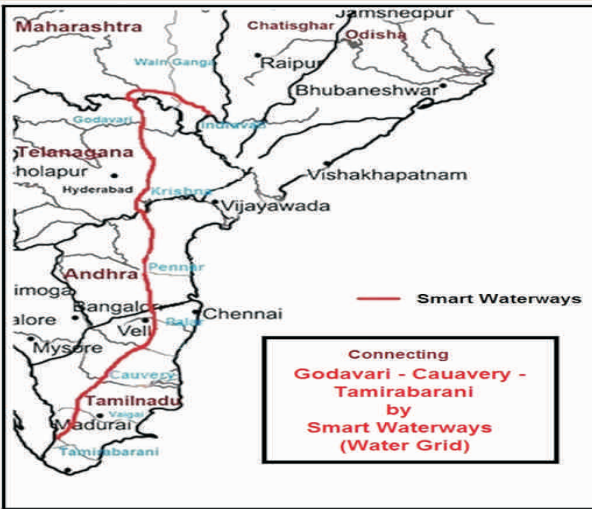 Jamsnedpur
Maharashtra
Chatisghar
Odisha
Wain Ganga
Raipur
Bhubaneshwar
Godavari
Indravati
Telanagana
holapur
Hyderabad
Krishna
Vishakhapatnam
Vijayawada
Andhra
Pennar
imoga
Bangalor
Smart Waterways
alore
Vell
Palar
Chennai
Mysore
Connecting
Godavari - Cauavery -
Tamirabarani
by
Smart Waterways
(Water Grid)
Cauvery
Tamilnadu
Vaigai
Madurai
Tamirabarani